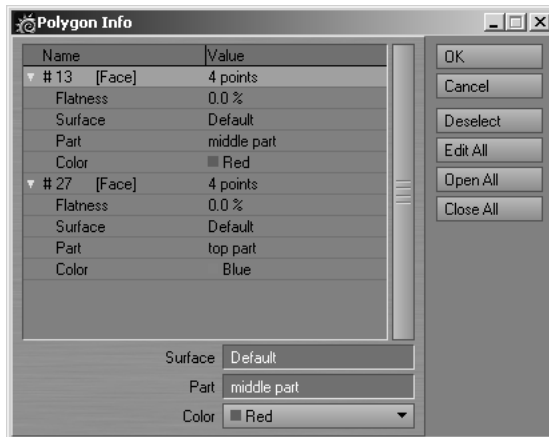 Polygon Info
Name Value
# 13 [Face] 4 points
Flatness 0.0 %
Surface Default
Part middle part
Color Red
# 27 [Face] 4 points
Flatness 0.0 %
Surface Default
Part top part
Color Blue
Surface Default
Part middle part
Color Red
OK
Cancel
Deselect
Edit All
Open All
Close All